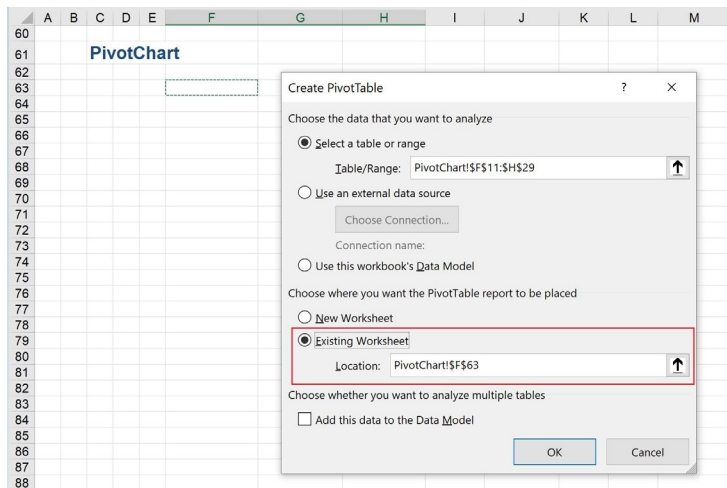 A B C D E F G H I J K L M
60
61 PivotChart
62
63
64
65
66
67
68
69
70
71
72
73
74
75
76
77
78
79
80
81
82
83
84
85
86
87
88
Create PivotTable ? ×
Choose the data that you want to analyze
Select a table or range
Table/Range: PivotChart!$F$11:$H$29
Use an external data source
Choose Connection...
Connection name:
Use this workbook's Data Model
Choose where you want the PivotTable report to be placed
New Worksheet
Existing Worksheet
Location: PivotChart!$F$63
Choose whether you want to analyze multiple tables
Add this data to the Data Model
OK Cancel